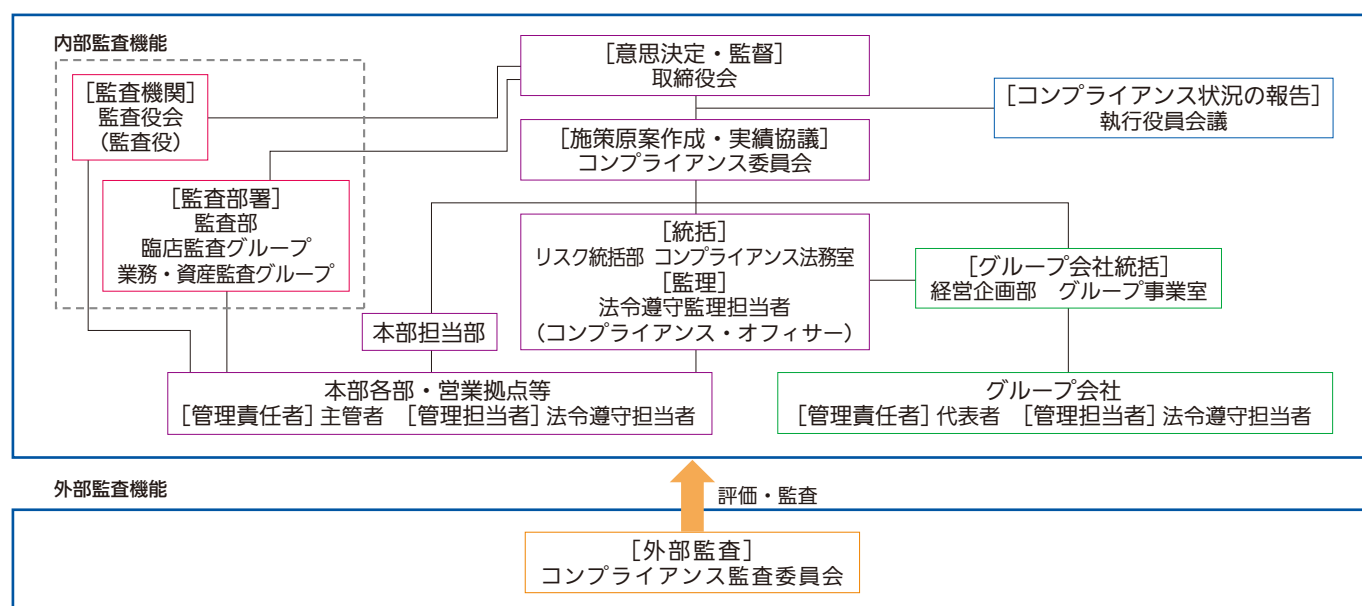 内部監査機能
[監査機関]
監査役会
(監査役)
[監査部署]
監査部
臨店監査グループ
業務・資産監査グループ
[意思決定・監督]
取締役会
[コンプライアンス状況の報告]
執行役員会議
[施策原案作成・実績協議]
コンプライアンス委員会
[統括]
リスク統括部 コンプライアンス法務室
[監理]
法令遵守監理担当者
(コンプライアンス・オフィサー)
[グループ会社統括]
経営企画部 グループ事業室
本部担当部
本部各部・営業拠点等
[管理責任者]主管者 [管理担当者]法令遵守担当者
グループ会社
[管理責任者]代表者 [管理担当者]法令遵守担当者
外部監査機能
評価・監査
[外部監査]
コンプライアンス監査委員会